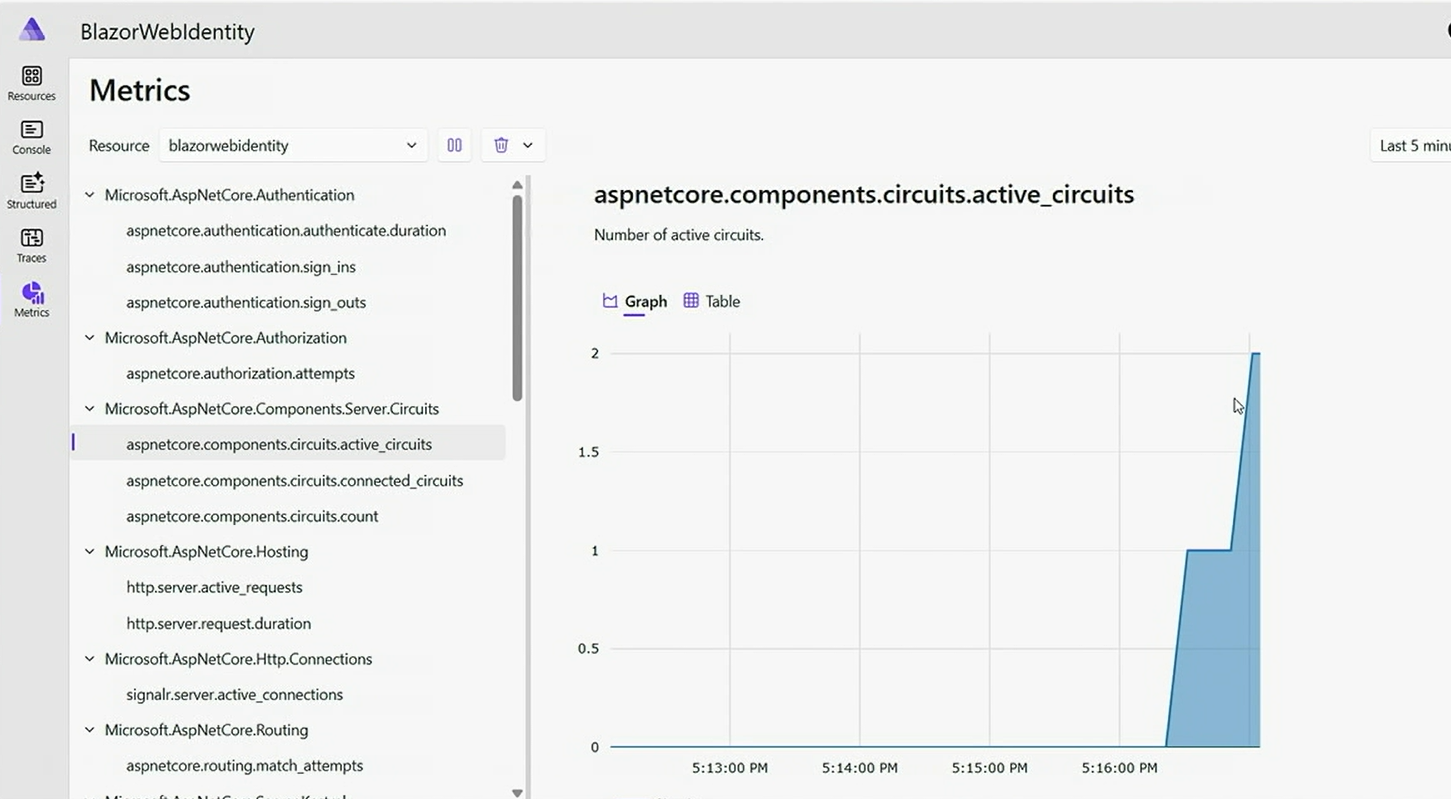 BlazorWebIdentity
Resources
Console
Structured
Traces
Metrics
Metrics
Resource blazorwebidentity
Last 5
Microsoft.AspNetCore.Authentication
aspnetcore.authentication.authenticate.duration
aspnetcore.authentication.sign_ins
aspnetcore.authentication.sign_outs
Microsoft.AspNetCore.Authorization
aspnetcore.authorization.attempts
Microsoft.AspNetCore.Components.Server.Circuits
aspnetcore.components.circuits.active_circuits
aspnetcore.components.circuits.connected_circuits
aspnetcore.components.circuits.count
Microsoft.AspNetCore.Hosting
http.server.active_requests
http.server.request.duration
Microsoft.AspNetCore.Http.Connections
signalr.server.active_connections
Microsoft.AspNetCore.Routing
aspnetcore.routing.match_attempts
aspnetcore.components.circuits.active_circuits
Number of active circuits.
Graph Table
2
1.5
1
0.5
0
5:13:00 PM 5:14:00 PM 5:15:00 PM 5:16:00 PM